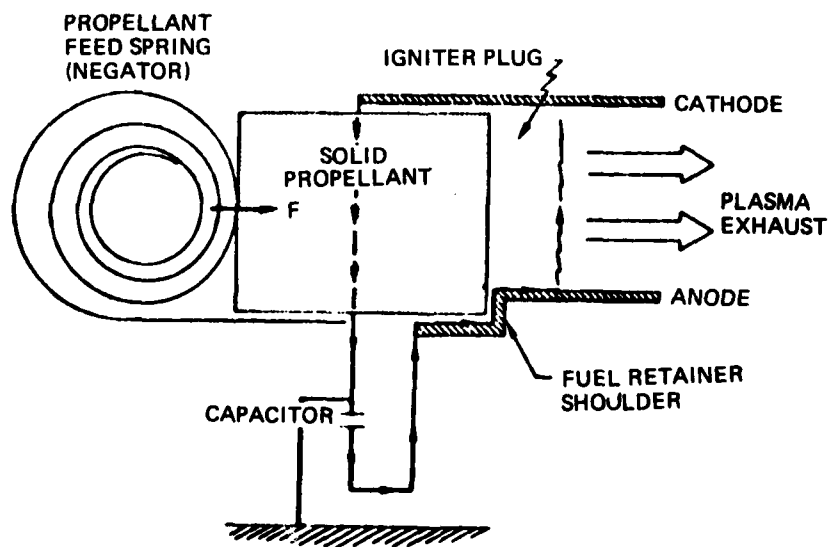 PROPELLANT
FEED SPRING
(NEGATOR)
IGNITER PLUG
CATHODE
SOLID
PROPELLANT
F
PLASMA
EXHAUST
ANODE
FUEL RETAINER
SHOULDER
CAPACITOR